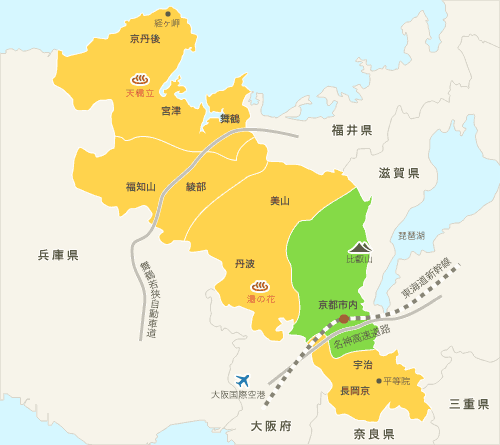 経ヶ岬
京丹後
天橋立
宮津
舞鶴
福井県
滋賀県
福知山
綾部
美山
琵琶湖
兵庫県
丹波
比叡山
舞鶴若狭自動車道
湯の花
京都市内
東海道新幹線
名神高速道路
宇治
平等院
大阪国際空港
長岡京
三重県
大阪府
奈良県